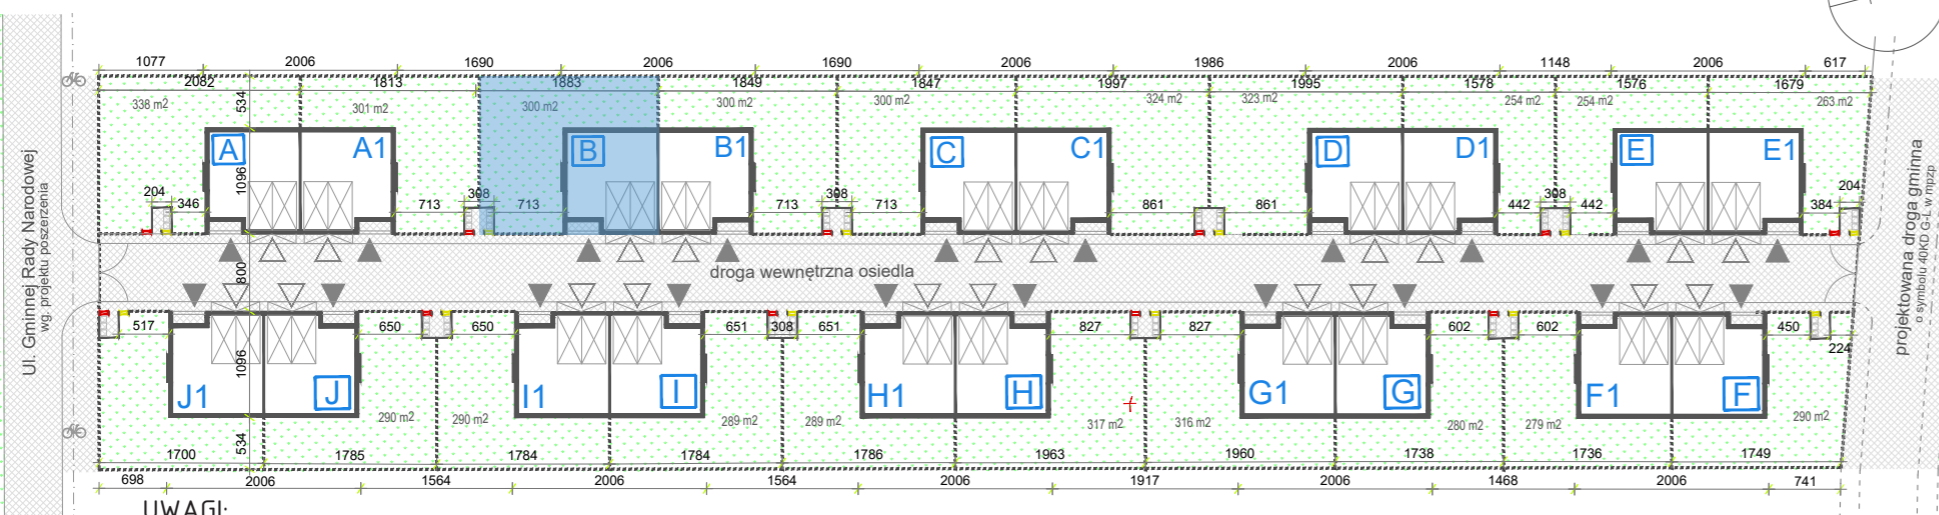 1077 2006 1690 2006 1690 2006 1986 2006 1148 2006 617
2082 1813 1883 1849 1847 1997 1995 1578 1576 1679
338 m2 534 301 m2 300 m2 300 m2 300 m2 324 m2 323 m2 254 m2 254 m2 263 m2
A A1 B B1 C C1 D D1 E E1
1096
204 346 713 308 713 713 308 713 861 861 442 308 442 384 204
Ul. Gminnej Rady Narodowej
wg. projektu poszerzenia
800
droga wewnętrzna osiedla
projektowana droga gminna
o symbolu 40KD G-L w mpzp
517 650 650 651 308 651 827 827 602 602 450
224
1096
J1 J I1 I H1 H G1 G F1 F
290 m2 290 m2 289 m2 289 m2 317 m2 316 m2 280 m2 279 m2 290 m2
534
1700 1785 1784 1784 1786 1963 1960 1738 1736 1749
698 2006 1564 2006 1564 2006 1917 2006 1468 2006 741
UWAGI: